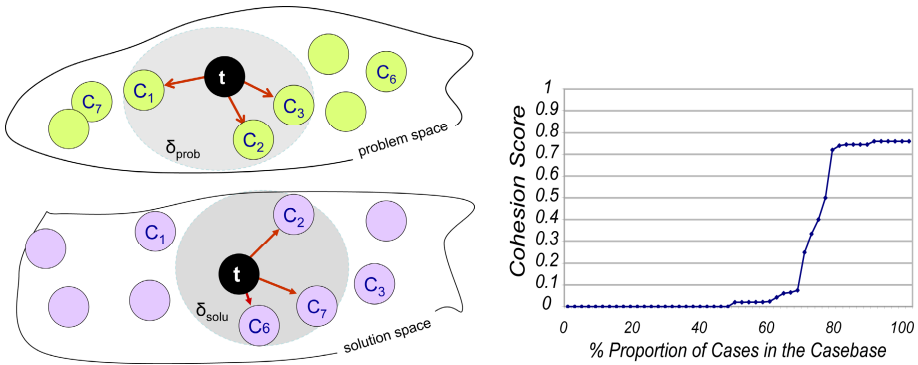 t
C1
C6
C7
C3
C2
δprob
problem space
C2
C1
t
C3
C7
C6
δsolu
solution space
Cohesion Score
1
0.9
0.8
0.7
0.6
0.5
0.4
0.3
0.2
0.1
0
0 20 40 60 80 100
% Proportion of Cases in the Casebase